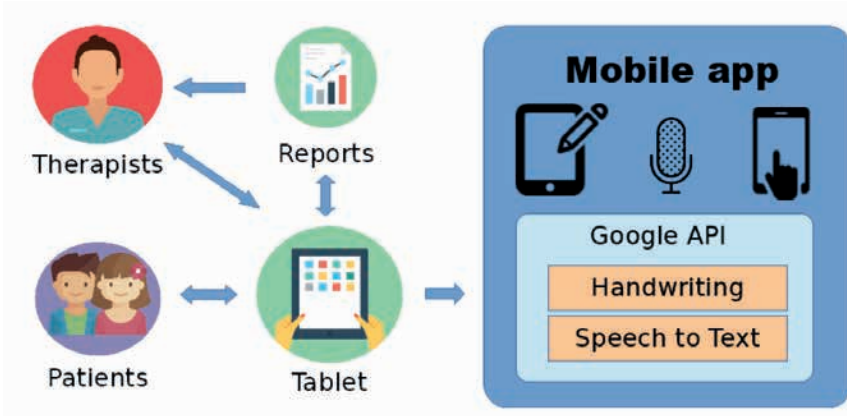 Therapists
Reports
Patients
Tablet
Mobile app
Google API
Handwriting
Speech to Text